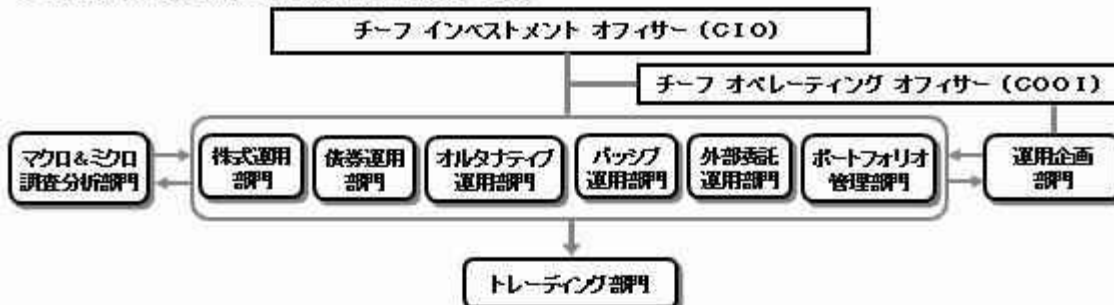 チーフ インベストメント オフィサー (CIO)
チーフ オペレーティング オフィサー (COOI)
マクロ&ミクロ
調査分析部門
株式運用
部門
債券運用
部門
オルタナティブ
運用部門
パッシブ
運用部門
外部委託
運用部門
ポートフォリオ
管理部門
運用企画
部門
トレーディング部門